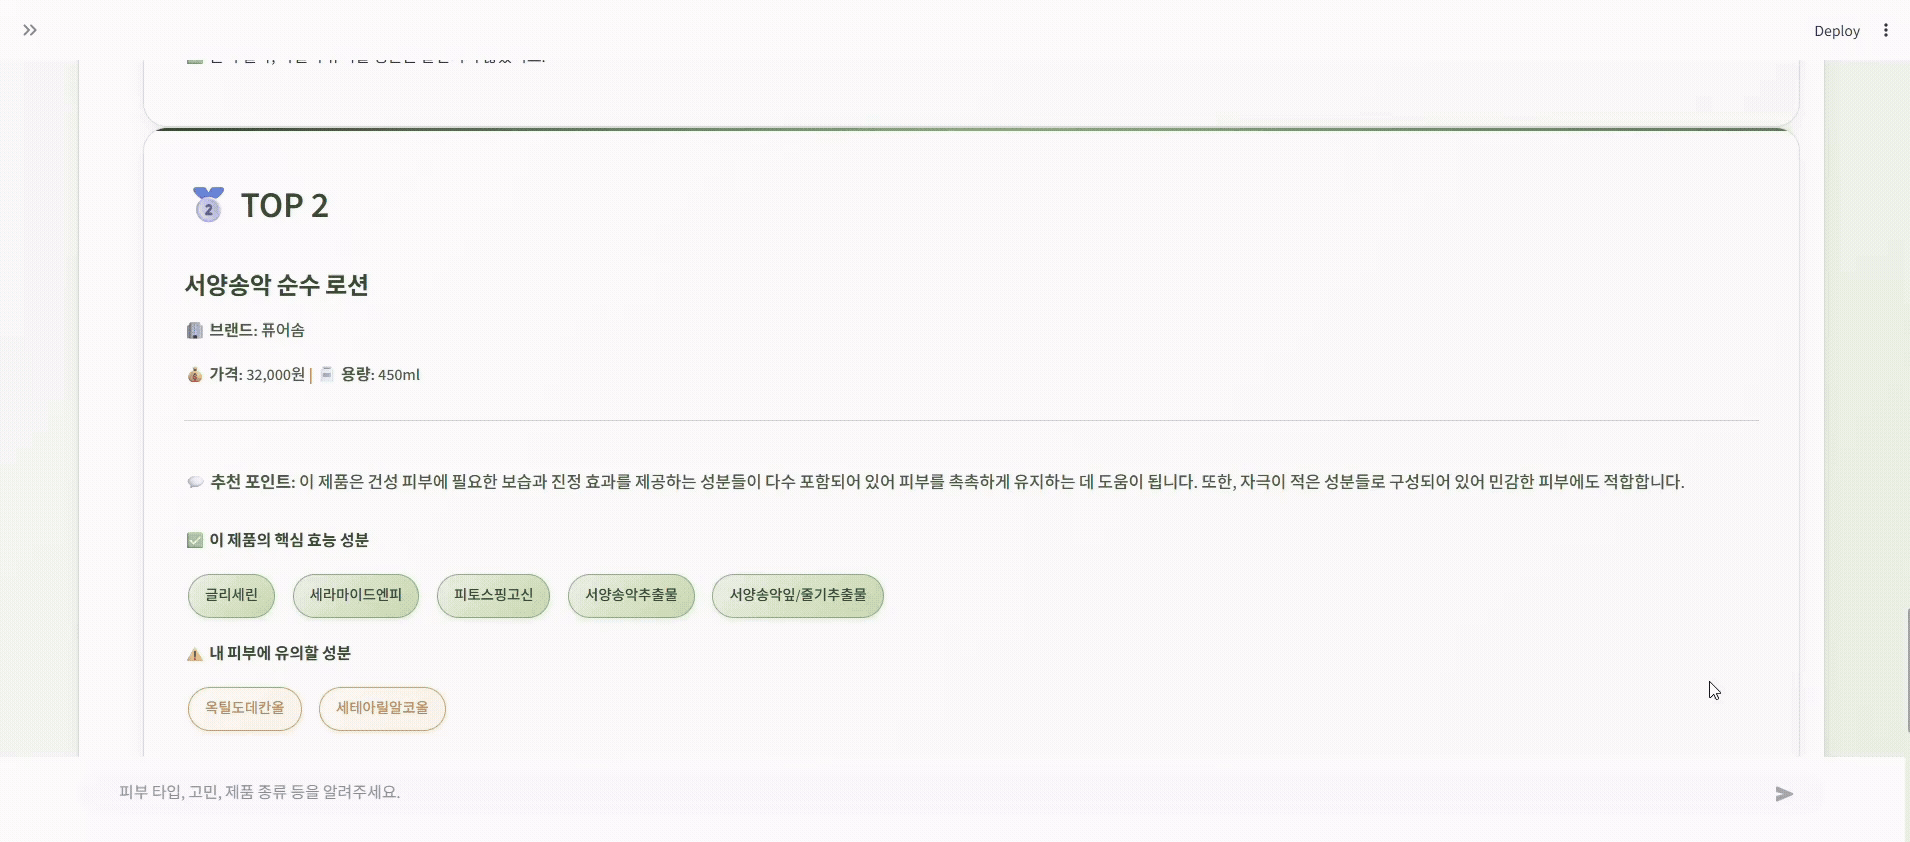 Deploy
TOP 2
서양송악 순수 로션
브랜드: 퓨어솜
가격: 32,000원 | 용량: 450ml
추천 포인트: 이 제품은 건성 피부에 필요한 보습과 진정 효과를 제공하는 성분들이 다수 포함되어 있어 피부를 촉촉하게 유지하는 데 도움이 됩니다. 또한, 자극이 적은 성분들로 구성되어 있어 민감한 피부에도 적합합니다.
이 제품의 핵심 효능 성분
글리세린 세라마이드엔피 피토스핑고신 서양송악추출물 서양송악잎/줄기추출물
내 피부에 유의할 성분
옥틸도데칸올 세테아릴알코올
피부 타입, 고민, 제품 종류 등을 알려주세요.